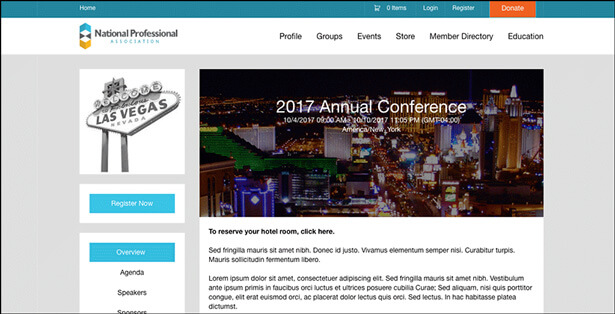 Home
0 Items
Login
Register
Donate
National Professional
ASSOCIATION
Profile
Groups
Events
Store
Member Directory
Education
WELCOME
TO Fabulous
LAS VEGAS
NEVADA
2017 Annual Conference
10/4/2017 09:00 AM - 10/10/2017 11:05 PM (GMT-04:00)
America/New_York
Register Now
Overview
Agenda
Speakers
Sponsors
To reserve your hotel room, click here.
Sed fringilla mauris sit amet nibh. Donec id justo. Vivamus elementum semper nisi. Curabitur turpis.
Mauris sollicitudin fermentum libero.
Lorem ipsum dolor sit amet, consectetuer adipiscing elit. Sed fringilla mauris sit amet nibh. Vestibulum
ante ipsum primis in faucibus orci luctus et ultrices posuere cubilia Curae; Sed aliquam, nisi quis porttitor
congue, elit erat euismod orci, ac placerat dolor lectus quis orci. Sed lectus. In hac habitasse platea
dictumst.